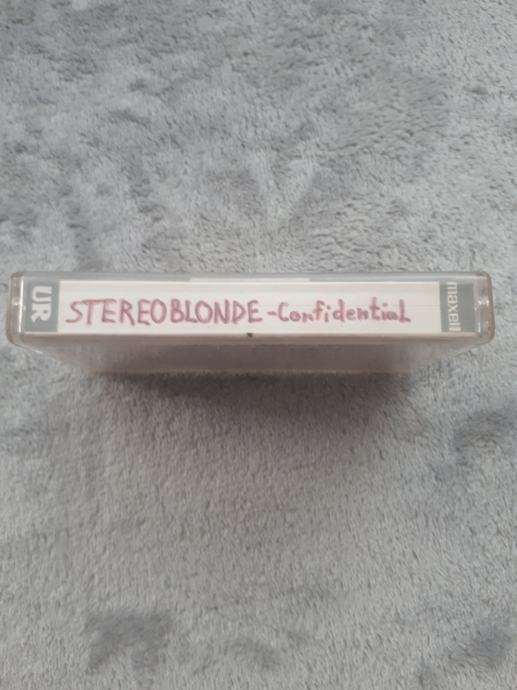 UR
STEREOBLONDE - Confidential
maxell